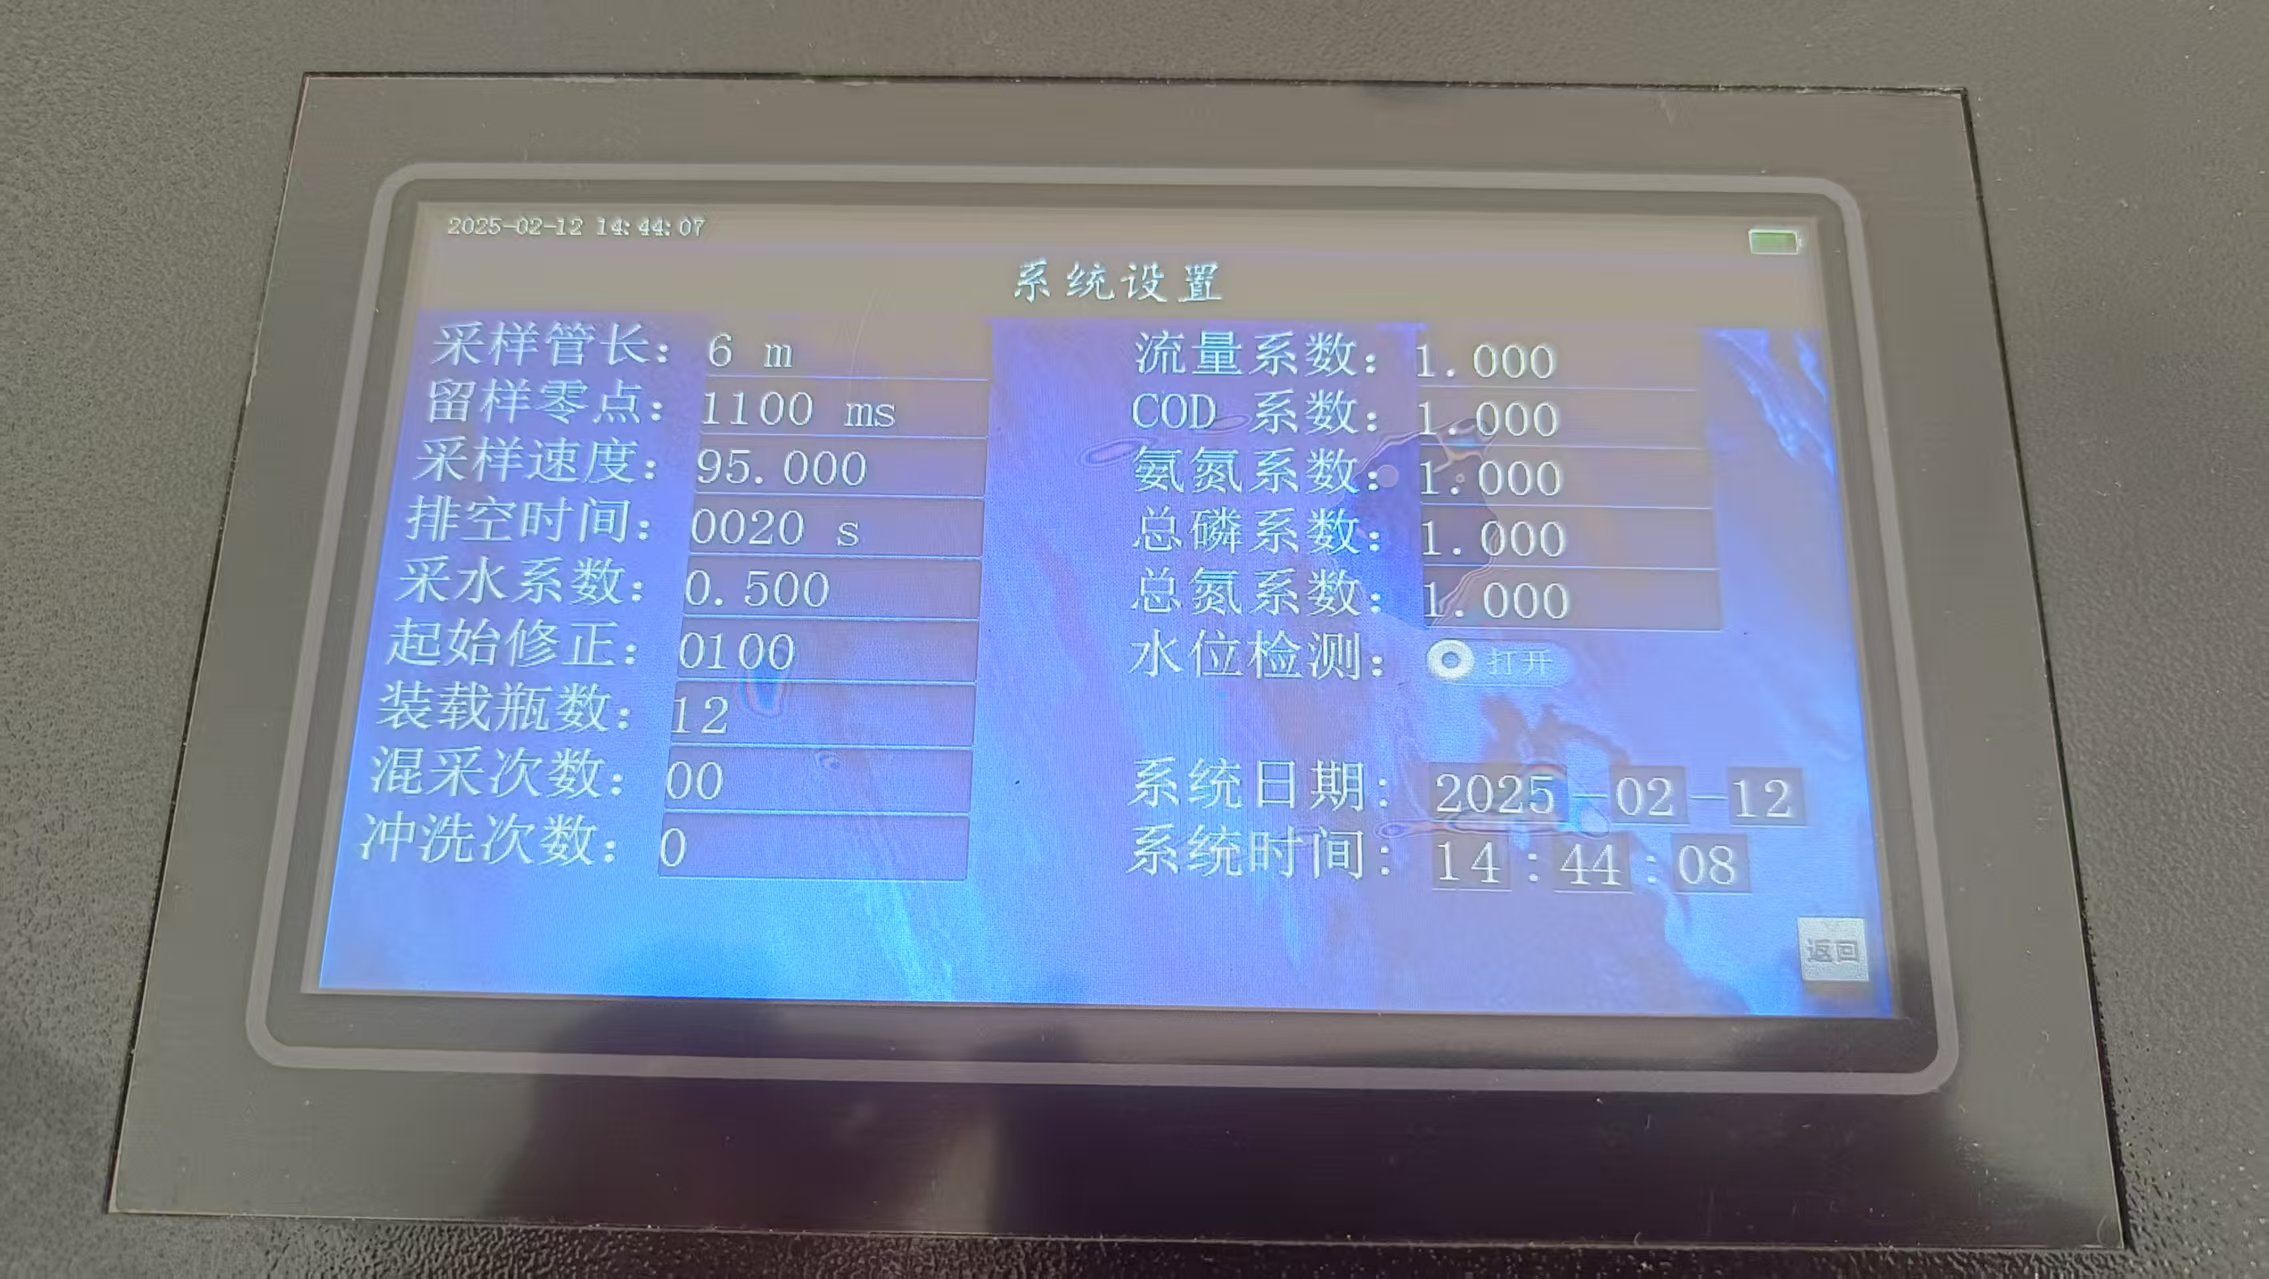 2025-02-12 14:44:07
系统设置
采样管长：6 m
留样零点：1100 ms
采样速度：95.000
排空时间：0020 s
采水系数：0.500
起始修正：0100
装载瓶数：12
混采次数：00
冲洗次数：0
流量系数：1.000
COD 系数：1.000
氨氮系数：1.000
总磷系数：1.000
总氮系数：1.000
水位检测：打开
系统日期：2025-02-12
系统时间：14:44:08
返回